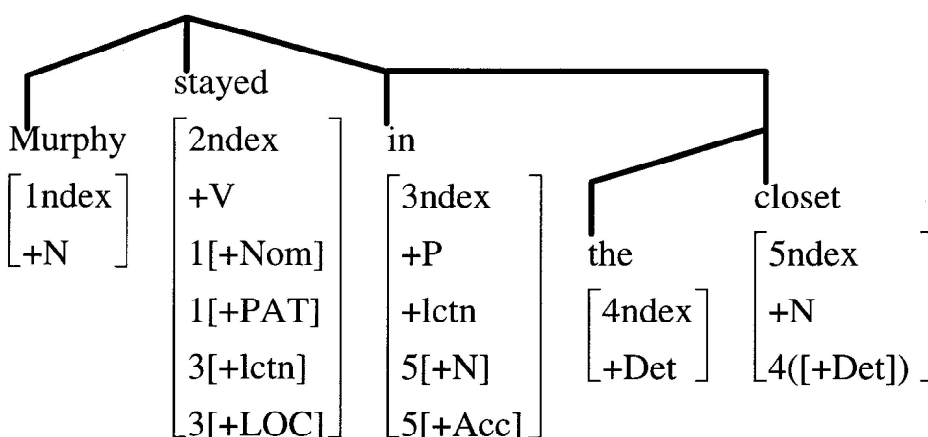 stayed
Murphy
in
closet
the
1ndex
+N
2ndex
+V
1[+Nom]
1[+PAT]
3[+lctn]
3[+LOC]
3ndex
+P
+lctn
5[+N]
5[+Acc]
4ndex
+Det
5ndex
+N
4([+Det])